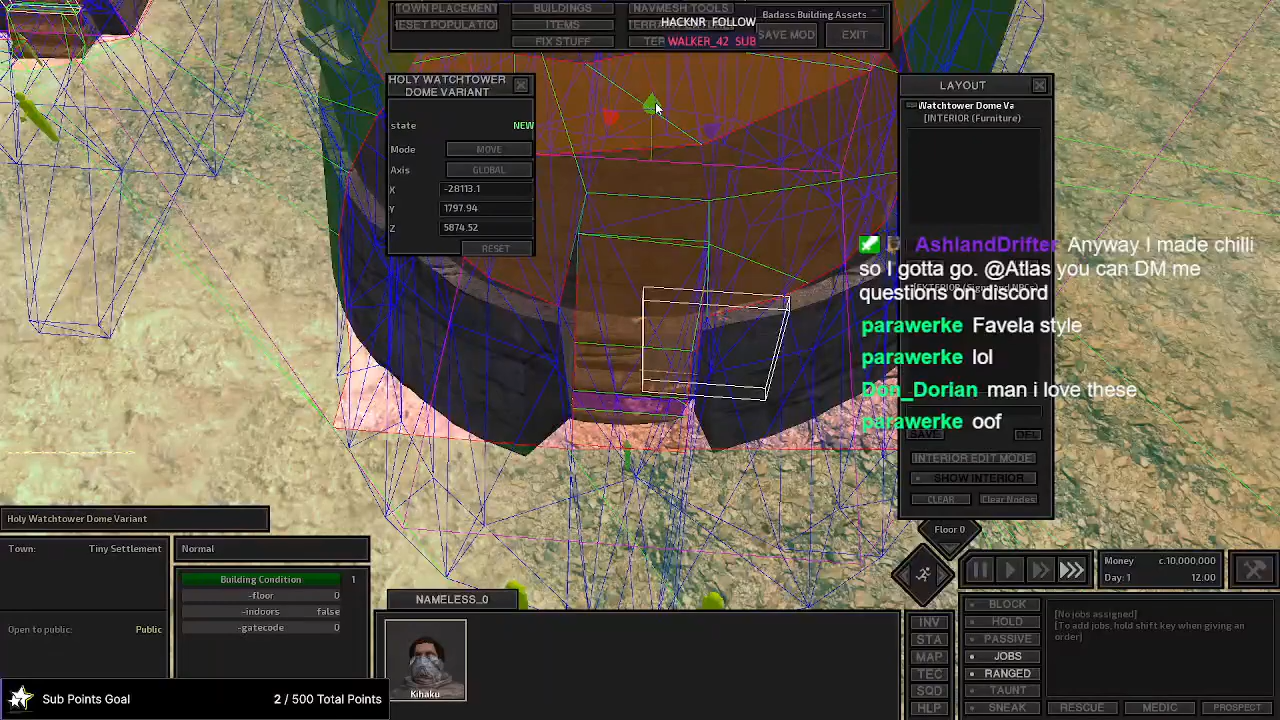 TOWN PLACEMENT
RESET POPULATION
BUILDINGS
ITEMS
FIX STUFF
NAVMESH TOOLS
HACKNR FOLLOW
WALKER_42 SUB
Badass Building Assets
SAVE MOD
EXIT
HOLY WATCHTOWER
DOME VARIANT
state NEW
Mode MOVE
Axis GLOBAL
X -28113.1
Y 1797.94
Z 5874.52
RESET
LAYOUT
Watchtower Dome Va
[INTERIOR (Furniture)
AshlandDrifter Anyway I made chilli
so I gotta go. @Atlas you can DM me
questions on discord
parawerke Favela style
parawerke lol
Don_Dorian man i love these
parawerke oof
INTERIOR EDIT MODE
SHOW INTERIOR
CLEAR
Clear Nodes
Floor 0
Holy Watchtower Dome Variant
Town: Tiny Settlement
Open to public: Public
Normal
Building Condition 1
-floor 0
-indoors false
-gatecode 0
NAMELESS_0
Kihaku
Sub Points Goal 2 / 500 Total Points
Money c.10,000,000
Day: 1 12:00
INV
STA
MAP
TEC
SQD
HLP
BLOCK
HOLD
PASSIVE
JOBS
RANGED
TAUNT
SNEAK
[No jobs assigned]
[To add jobs, hold shift key when giving an
order]
RESCUE
MEDIC
PROSPECT